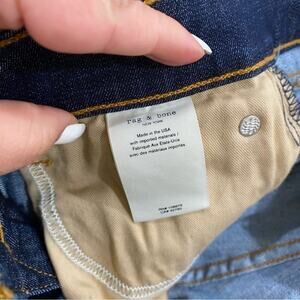 rag & bone
NEW YORK
Made in the USA
with imported materials /
Fabriqué Aux États-Unis
avec des matériaux importés